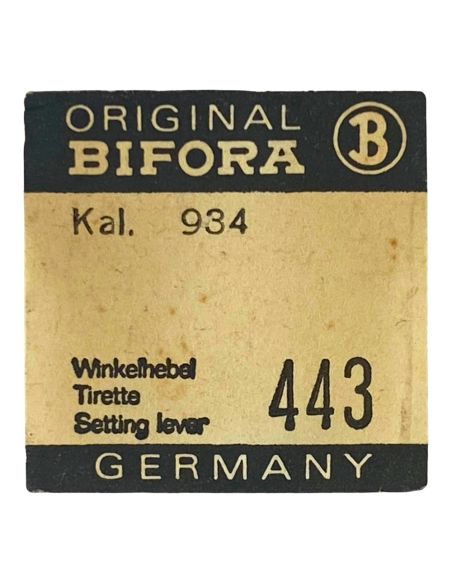 ORIGINAL
BIFORA
B
Kal. 934
Winkelhebel
Tirette
Setting lever
443
GERMANY